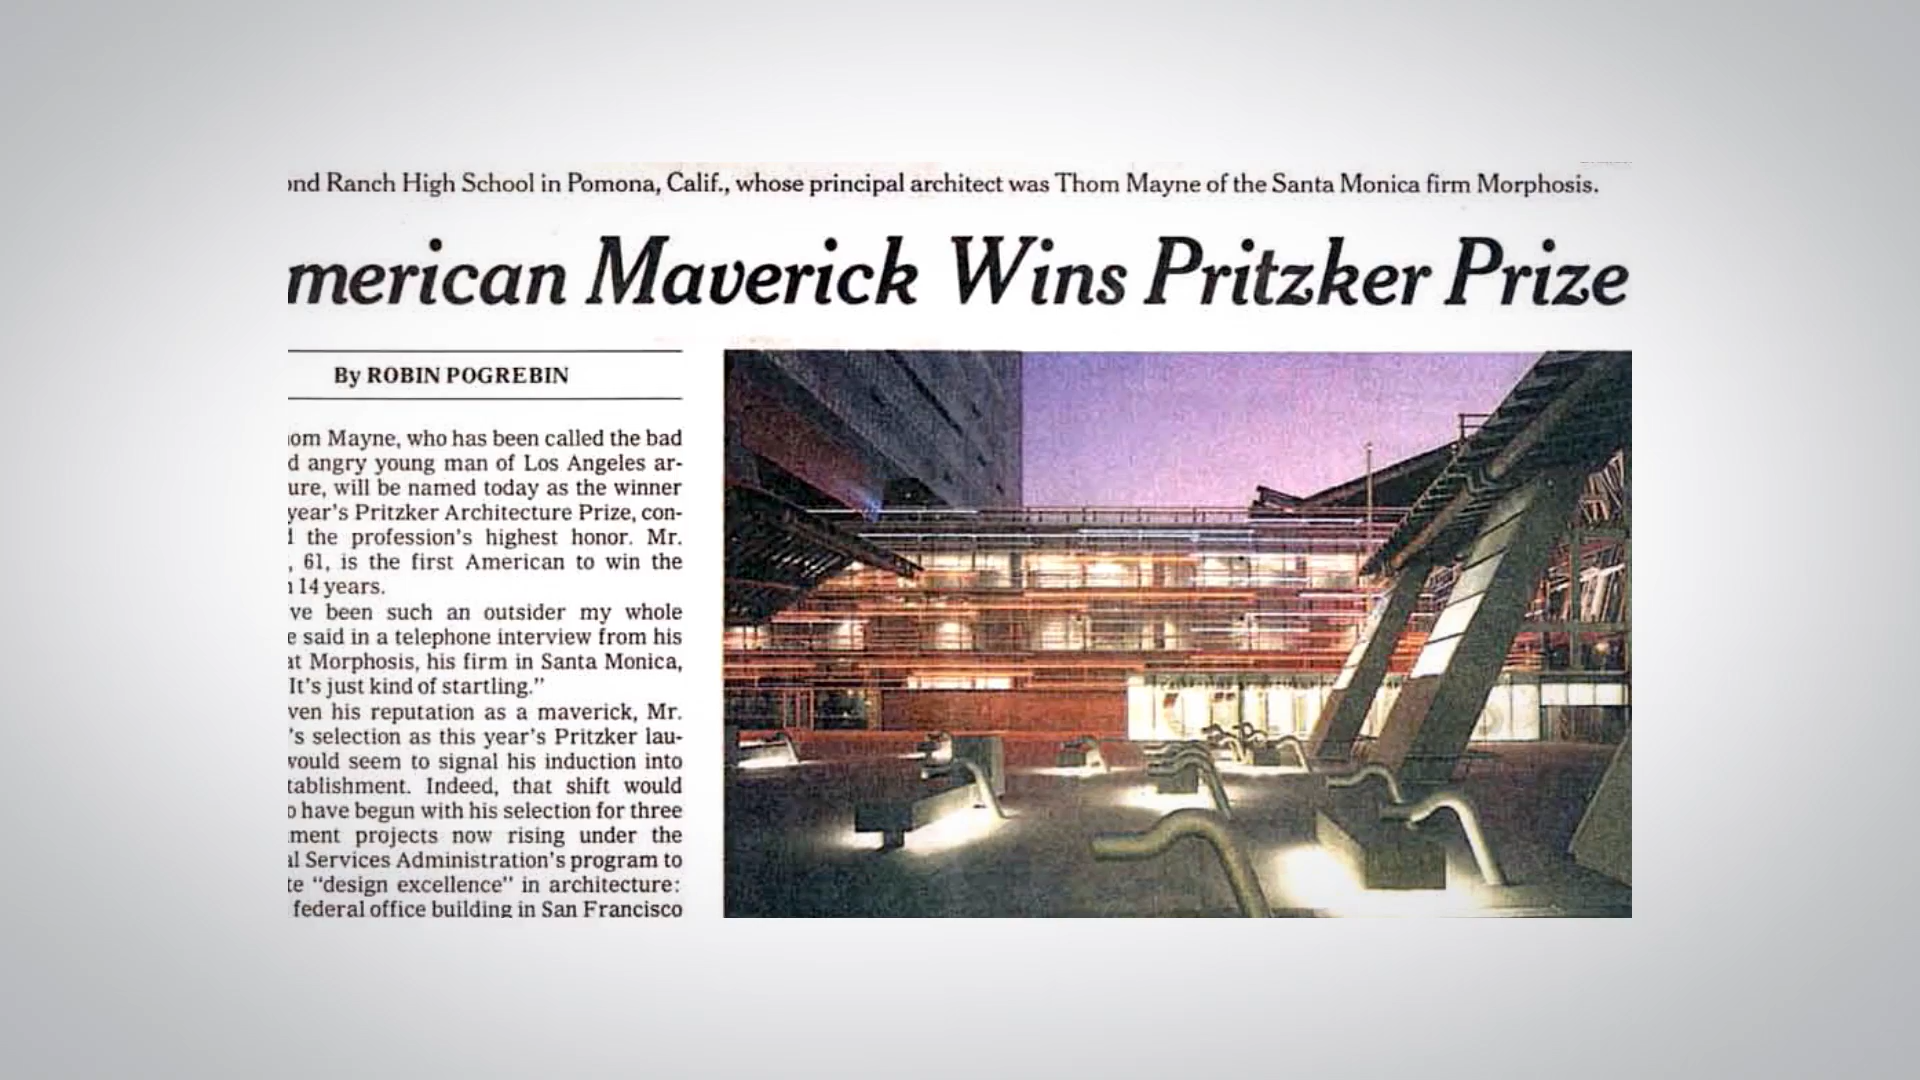 ond Ranch High School in Pomona, Calif., whose principal architect was Thom Mayne of the Santa Monica firm Morphosis.
merican Maverick Wins Pritzker Prize
By ROBIN POGREBIN
om Mayne, who has been called the bad
d angry young man of Los Angeles ar-
ure, will be named today as the winner
year's Pritzker Architecture Prize, con-
l the profession's highest honor. Mr.
, 61, is the first American to win the
14 years.
ve been such an outsider my whole
e said in a telephone interview from his
at Morphosis, his firm in Santa Monica,
It's just kind of startling."
ven his reputation as a maverick, Mr.
's selection as this year's Pritzker lau-
would seem to signal his induction into
tablishment. Indeed, that shift would
o have begun with his selection for three
ment projects now rising under the
al Services Administration's program to
te "design excellence" in architecture:
federal office building in San Francisco